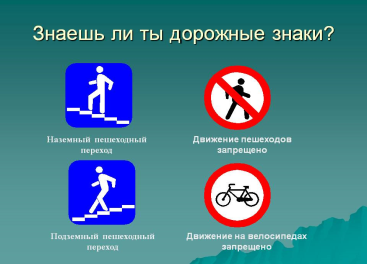 Знаешь ли ты дорожные знаки?
Наземный пешеходный
переход
Движение пешеходов
запрещено
Подземный пешеходный
переход
Движение на велосипедах
запрещено